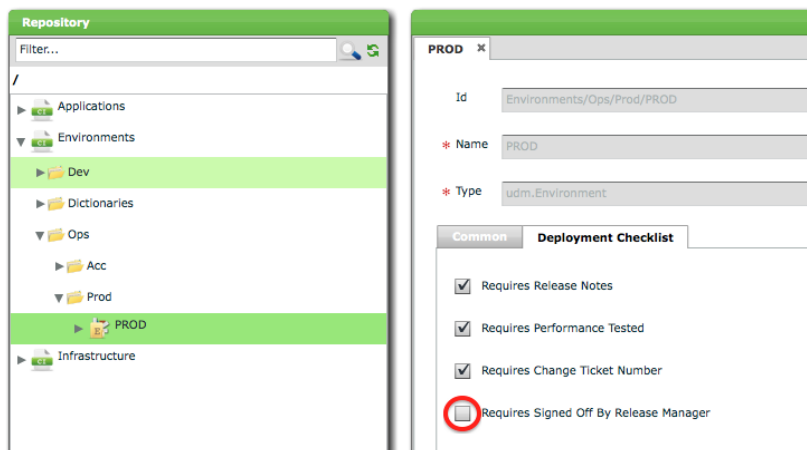 Repository
Filter...
/
Applications
Environments
Dev
Dictionaries
Ops
Acc
Prod
PROD
Infrastructure
PROD ×
Id Environments/Ops/Prod/PROD
* Name PROD
* Type udm.Environment
Common Deployment Checklist
Requires Release Notes
Requires Performance Tested
Requires Change Ticket Number
Requires Signed Off By Release Manager